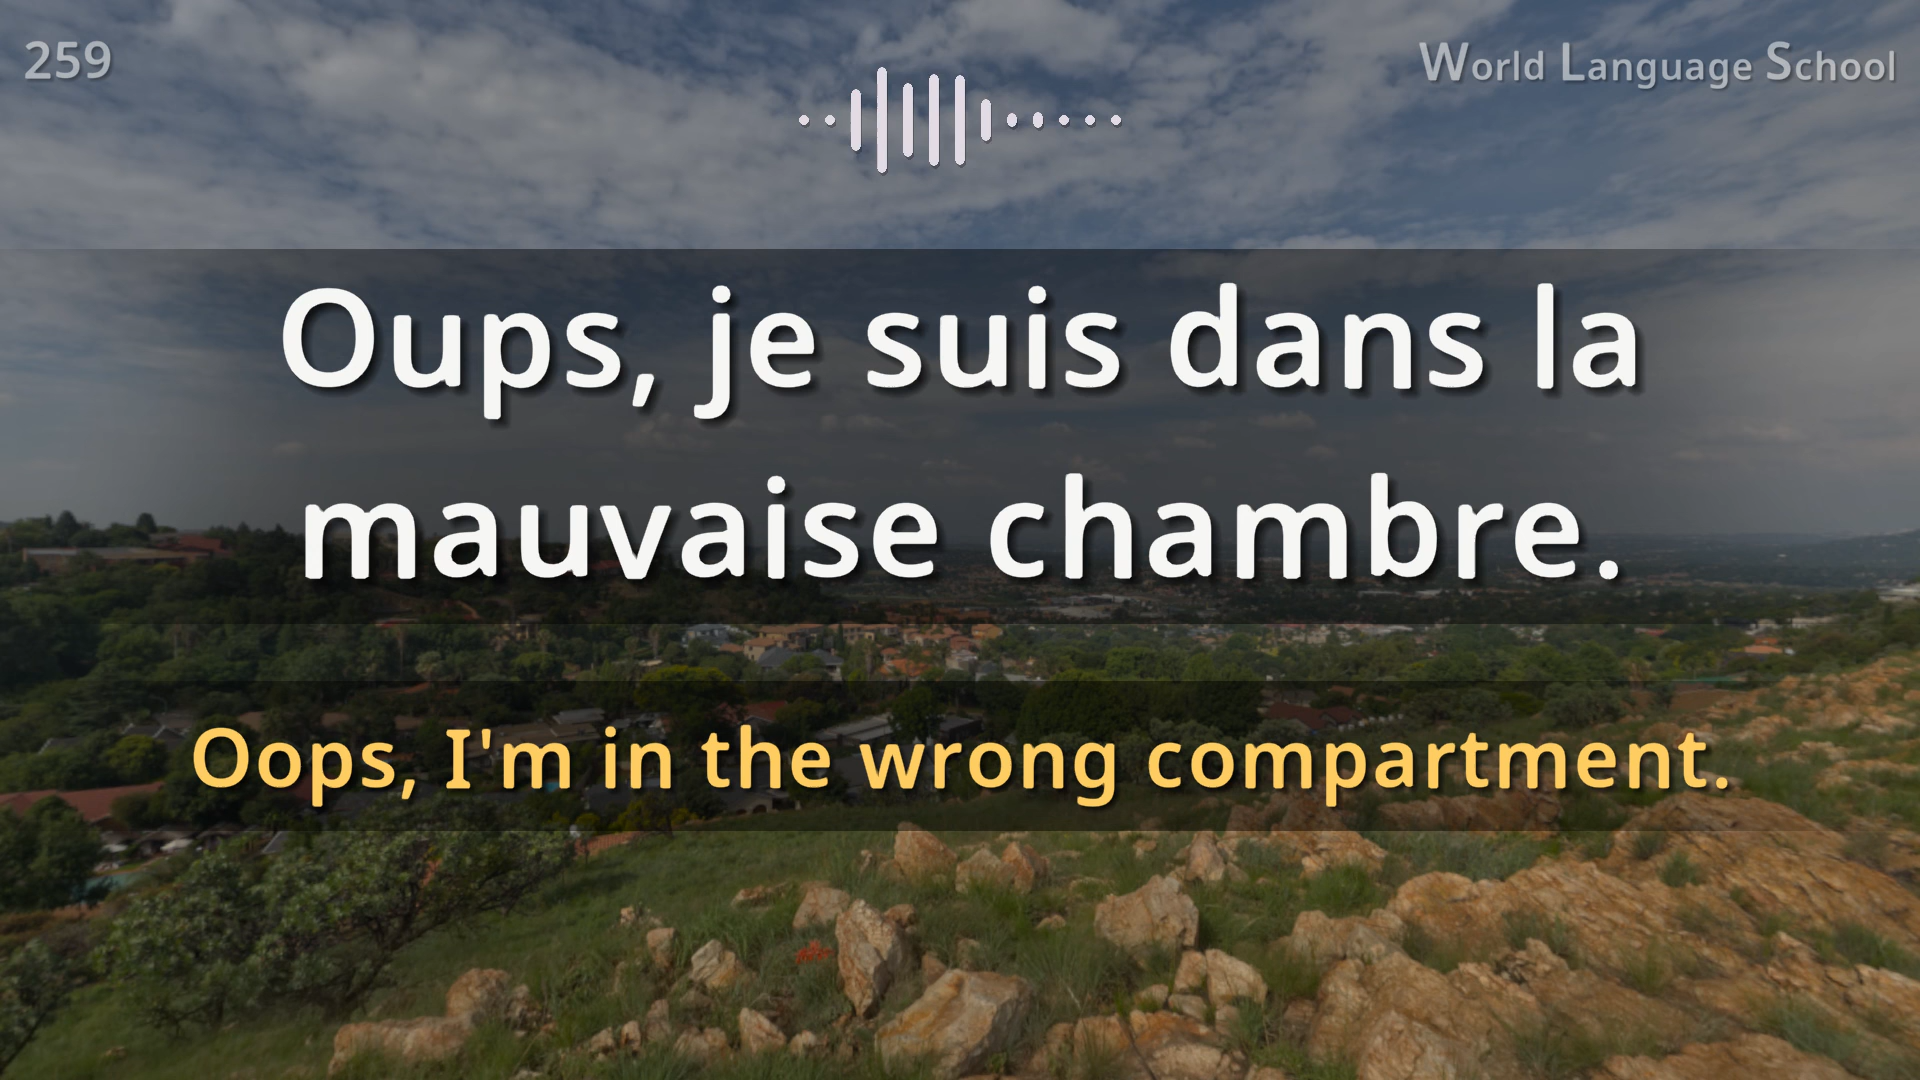 259
World Language School
Oups, je suis dans la
mauvaise chambre.
Oops, I'm in the wrong compartment.